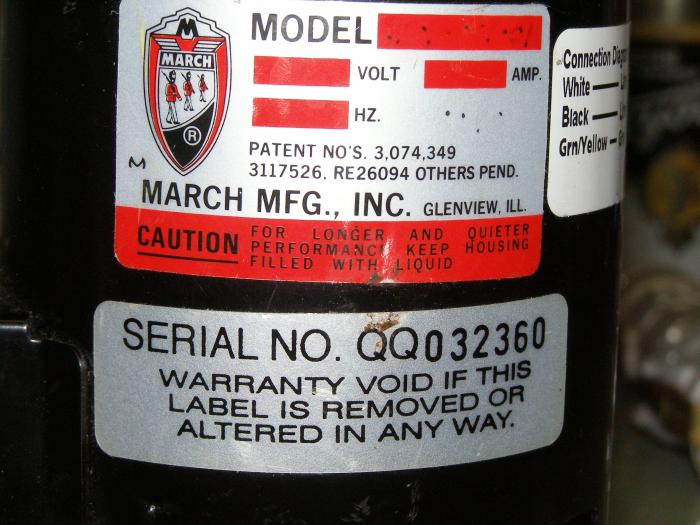 M
MARCH
®
MODEL
VOLT AMP.
HZ.
PATENT NO'S. 3,074,349
3117526, RE26094 OTHERS PEND.
M
MARCH MFG., INC. GLENVIEW, ILL.
CAUTION
FOR LONGER AND QUIETER
PERFORMANCE KEEP HOUSING
FILLED WITH LIQUID
Connection
White
Black
Grn/Yellow
SERIAL NO. QQ032360
WARRANTY VOID IF THIS
LABEL IS REMOVED OR
ALTERED IN ANY WAY.